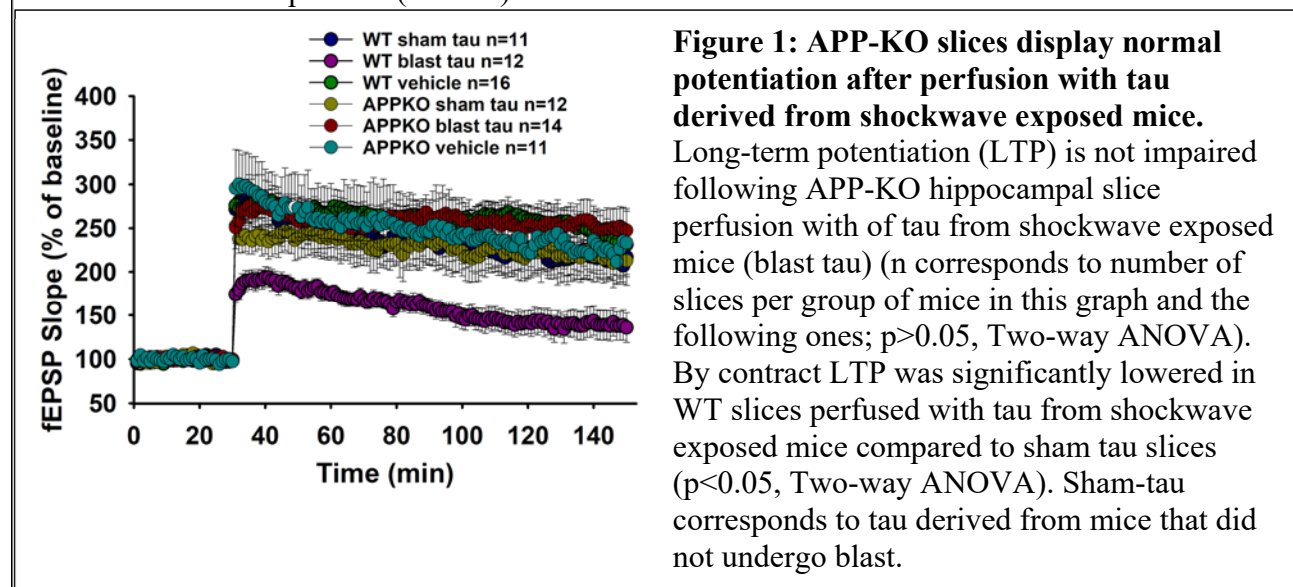 WT sham tau n=11
WT blast tau n=12
WT vehicle n=16
APPKO sham tau n=12
APPKO blast tau n=14
APPKO vehicle n=11
400
350
300
250
200
150
100
50
fEPSP Slope (% of baseline)
0 20 40 60 80 100 120 140
Time (min)
Figure 1: APP-KO slices display normal
potentiation after perfusion with tau
derived from shockwave exposed mice.
Long-term potentiation (LTP) is not impaired
following APP-KO hippocampal slice
perfusion with of tau from shockwave exposed
mice (blast tau) (n corresponds to number of
slices per group of mice in this graph and the
following ones; p>0.05, Two-way ANOVA).
By contract LTP was significantly lowered in
WT slices perfused with tau from shockwave
exposed mice compared to sham tau slices
(p<0.05, Two-way ANOVA). Sham-tau
corresponds to tau derived from mice that did
not undergo blast.